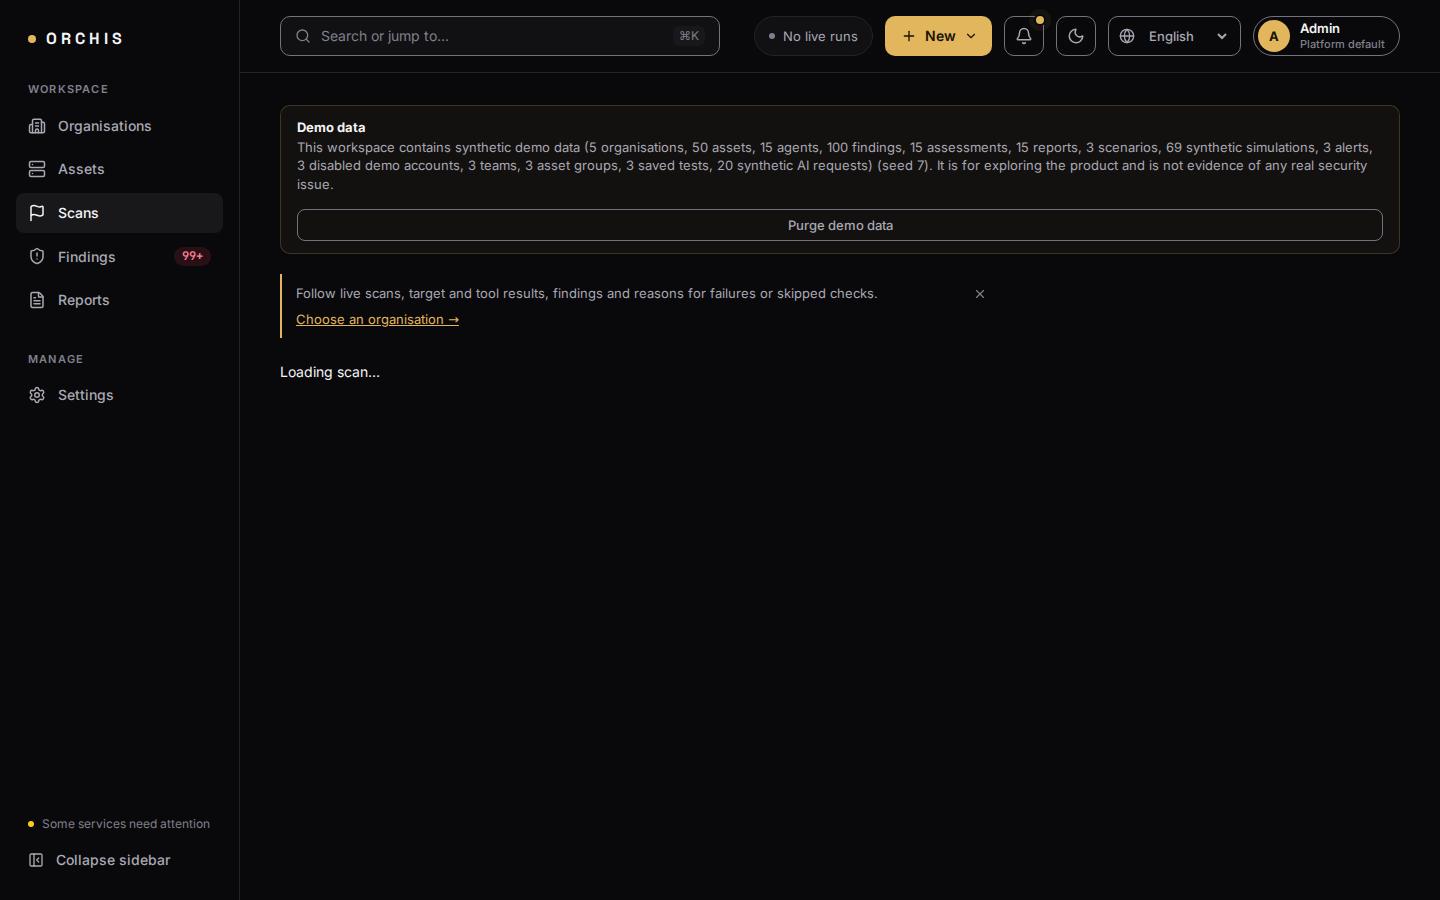 ORCHIS
Search or jump to...
⌘K
No live runs
New
English
A
Admin
Platform default
WORKSPACE
Organisations
Assets
Scans
Findings
99+
Reports
MANAGE
Settings
Demo data
This workspace contains synthetic demo data (5 organisations, 50 assets, 15 agents, 100 findings, 15 assessments, 15 reports, 3 scenarios, 69 synthetic simulations, 3 alerts,
3 disabled demo accounts, 3 teams, 3 asset groups, 3 saved tests, 20 synthetic AI requests) (seed 7). It is for exploring the product and is not evidence of any real security
issue.
Purge demo data
Follow live scans, target and tool results, findings and reasons for failures or skipped checks.
Choose an organisation →
Loading scan...
Some services need attention
Collapse sidebar